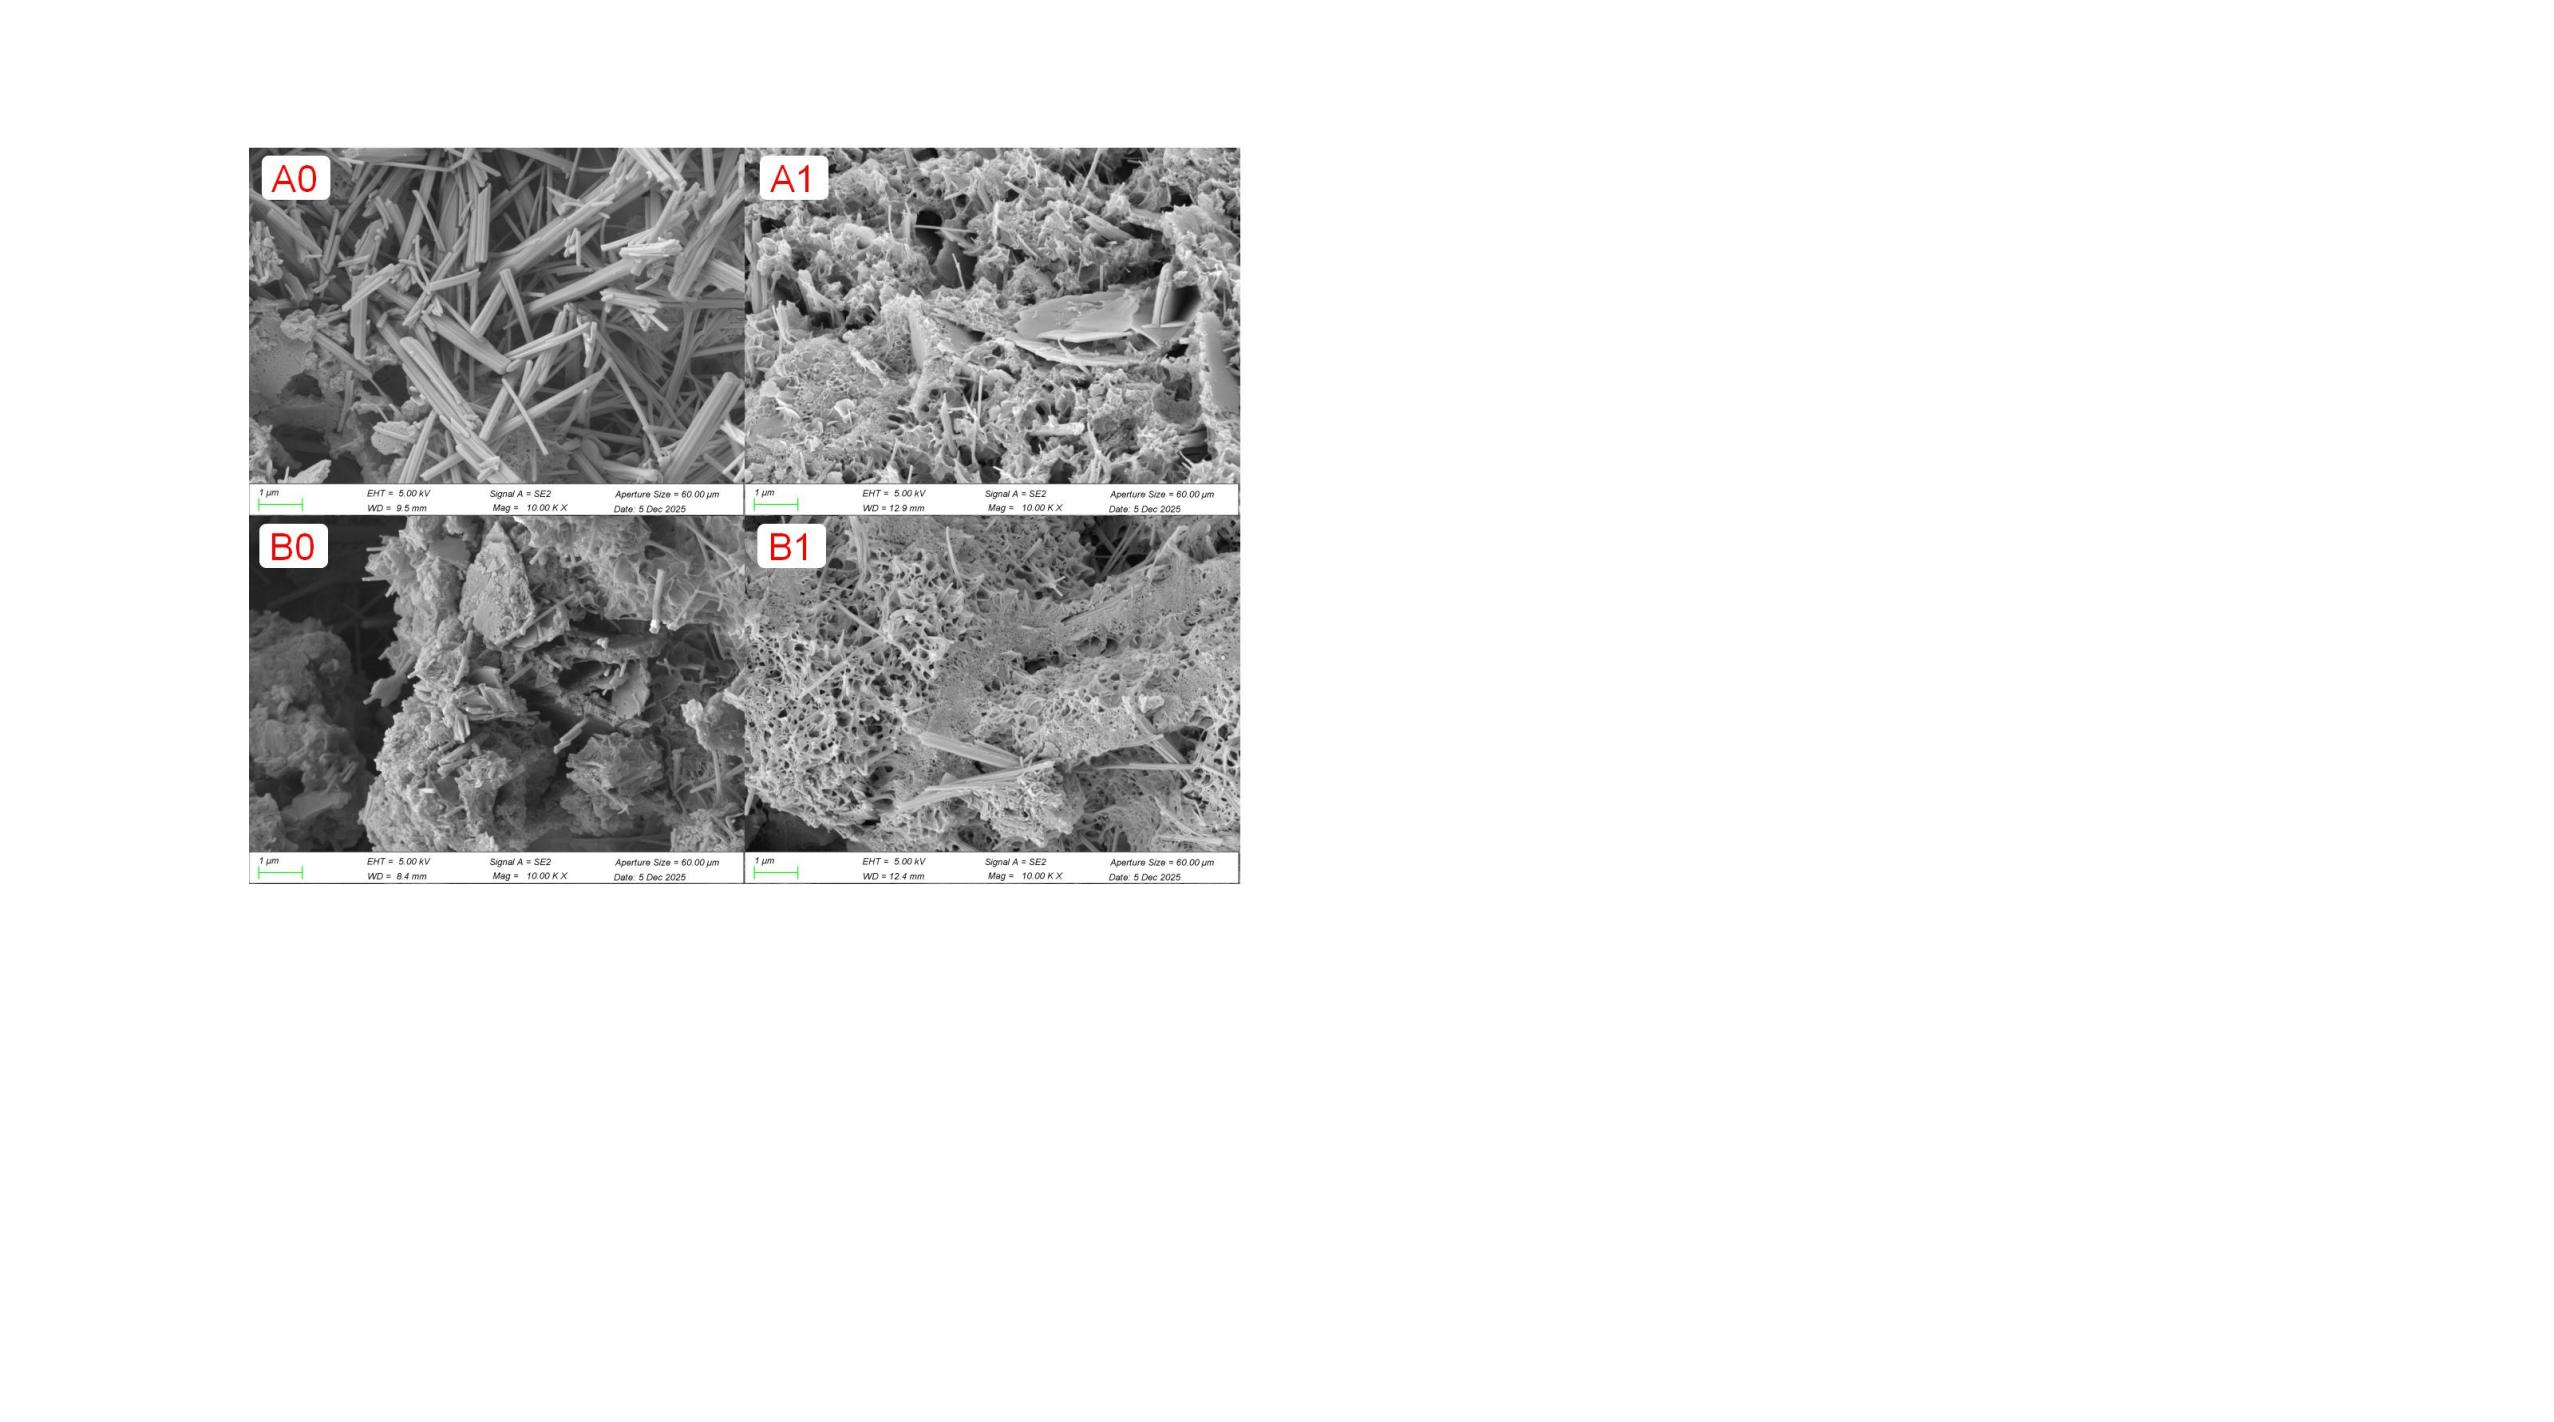 A0
A1
1 µm EHT = 5.00 kV Signal A = SE2 Aperture Size = 60.00 µm
WD = 9.5 mm Mag = 10.00 K X Date: 5 Dec 2025
1 µm EHT = 5.00 kV Signal A = SE2 Aperture Size = 60.00 µm
WD = 12.9 mm Mag = 10.00 K X Date: 5 Dec 2025
B0
B1
1 µm EHT = 5.00 kV Signal A = SE2 Aperture Size = 60.00 µm
WD = 8.4 mm Mag = 10.00 K X Date: 5 Dec 2025
1 µm EHT = 5.00 kV Signal A = SE2 Aperture Size = 60.00 µm
WD = 12.4 mm Mag = 10.00 K X Date: 5 Dec 2025